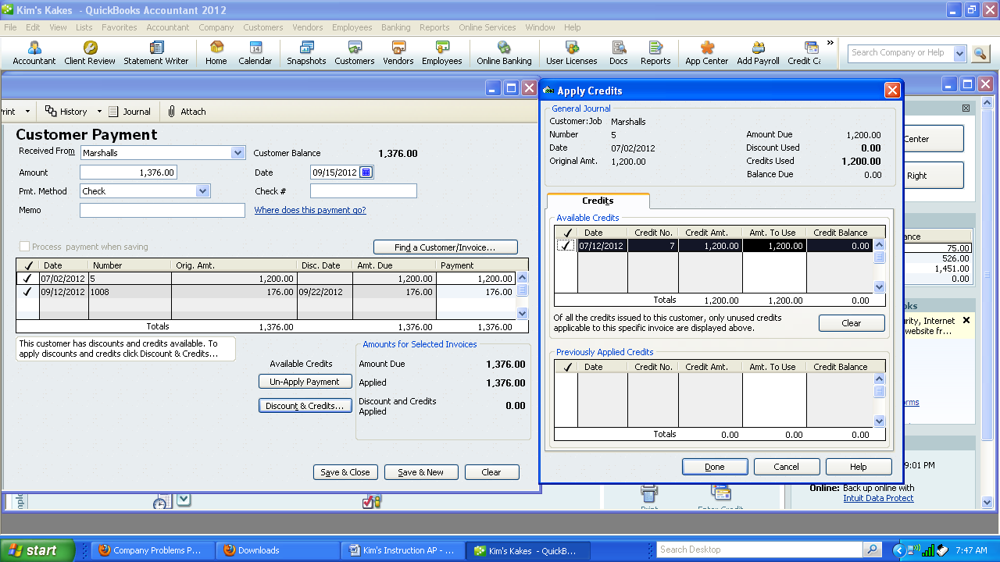 Kim's Kakes - QuickBooks Accountant 2012
File Edit View Lists Favorites Accountant Company Customers Vendors Employees Banking Reports Online Services Window Help
Accountant Client Review Statement Writer Home Calendar Snapshots Customers Vendors Employees Online Banking User Licenses Docs Reports App Center Add Payroll Credit Ca
Search Company or Help
rint History Journal Attach
Customer Payment
Received From Marshalls Customer Balance 1,376.00
Amount 1,376.00 Date 09/15/2012
Pmt. Method Check Check #
Memo Where does this payment go?
Process payment when saving
Find a Customer/Invoice...
Date Number Orig. Amt. Disc. Date Amt. Due Payment
07/02/2012 5 1,200.00 1,200.00 1,200.00
09/12/2012 1008 176.00 09/22/2012 176.00 176.00
Totals 1,376.00 1,376.00 1,376.00
This customer has discounts and credits available. To
apply discounts and credits click Discount & Credits...
Available Credits
Un-Apply Payment
Discount & Credits...
Amounts for Selected Invoices
Amount Due 1,376.00
Applied 1,376.00
Discount and Credits
Applied 0.00
Save & Close Save & New Clear
Apply Credits
General Journal
Customer:Job Marshalls
Number 5 Amount Due 1,200.00
Date 07/02/2012 Discount Used 0.00
Original Amt. 1,200.00 Credits Used 1,200.00
Balance Due 0.00
Credits
Available Credits
Date Credit No. Credit Amt. Amt. To Use Credit Balance
07/12/2012 7 1,200.00 1,200.00 0.00
Totals 1,200.00 1,200.00 0.00
Of all the credits issued to this customer, only unused credits
applicable to this specific invoice are displayed above.
Clear
Previously Applied Credits
Date Credit No. Credit Amt. Amt. To Use Credit Balance
Totals 0.00 0.00 0.00
Done Cancel Help
Center
Right
ance
75.00
526.00
1,451.00
0.00
ks
rity, Internet
website fr...
rms
9:01 PM
Online: Back up online with
Intuit Data Protect
Print Enter Credit
start Company Problems P... Downloads Kim's Instruction AP - ... Kim's Kakes - QuickB... Search Desktop 7:47 AM